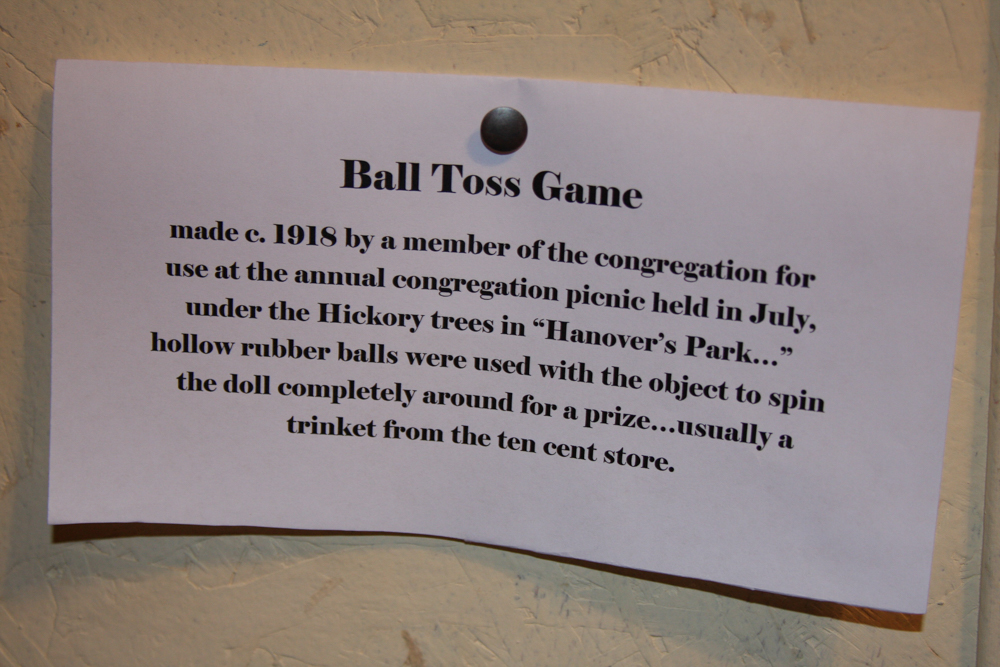 Ball Toss Game
made c. 1918 by a member of the congregation for
use at the annual congregation picnic held in July,
under the Hickory trees in “Hanover’s Park...”
hollow rubber balls were used with the object to spin
the doll completely around for a prize...usually a
trinket from the ten cent store.